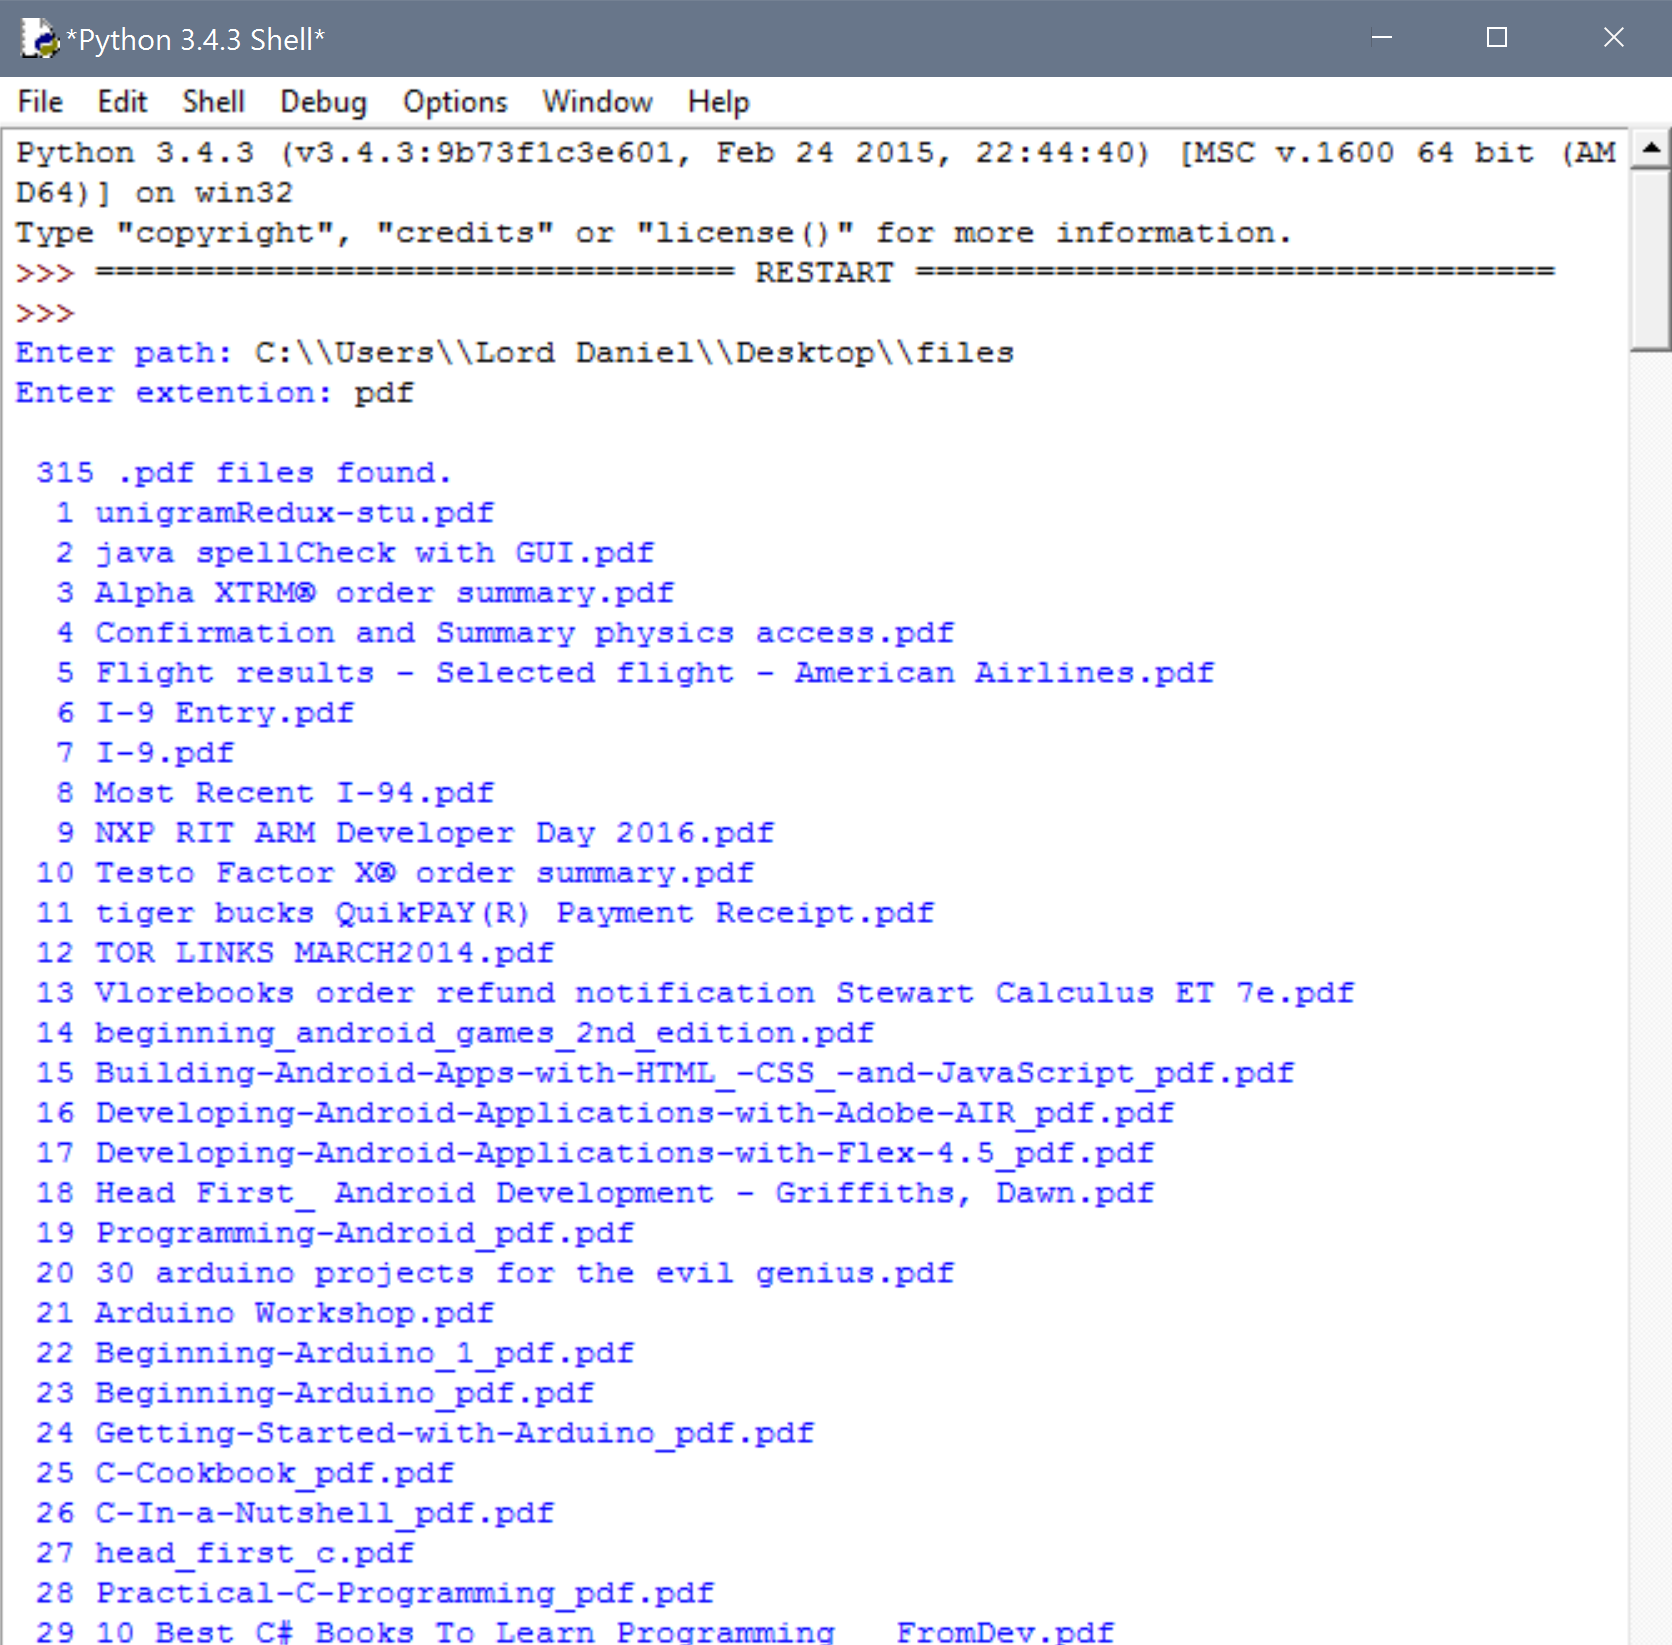 *Python 3.4.3 Shell*
File Edit Shell Debug Options Window Help
Python 3.4.3 (v3.4.3:9b73f1c3e601, Feb 24 2015, 22:44:40) [MSC v.1600 64 bit (AM
D64)] on win32
Type "copyright", "credits" or "license()" for more information.
>>> ================================ RESTART ================================
>>>
Enter path: C:\\Users\\Lord Daniel\\Desktop\\files
Enter extention: pdf
315 .pdf files found.
1 unigramRedux-stu.pdf
2 java spellCheck with GUI.pdf
3 Alpha XTRM® order summary.pdf
4 Confirmation and Summary physics access.pdf
5 Flight results - Selected flight - American Airlines.pdf
6 I-9 Entry.pdf
7 I-9.pdf
8 Most Recent I-94.pdf
9 NXP RIT ARM Developer Day 2016.pdf
10 Testo Factor X® order summary.pdf
11 tiger bucks QuikPAY(R) Payment Receipt.pdf
12 TOR LINKS MARCH2014.pdf
13 Vlorebooks order refund notification Stewart Calculus ET 7e.pdf
14 beginning_android_games_2nd_edition.pdf
15 Building-Android-Apps-with-HTML_-CSS_-and-JavaScript_pdf.pdf
16 Developing-Android-Applications-with-Adobe-AIR_pdf.pdf
17 Developing-Android-Applications-with-Flex-4.5_pdf.pdf
18 Head First_ Android Development - Griffiths, Dawn.pdf
19 Programming-Android_pdf.pdf
20 30 arduino projects for the evil genius.pdf
21 Arduino Workshop.pdf
22 Beginning-Arduino_1_pdf.pdf
23 Beginning-Arduino_pdf.pdf
24 Getting-Started-with-Arduino_pdf.pdf
25 C-Cookbook_pdf.pdf
26 C-In-a-Nutshell_pdf.pdf
27 head_first_c.pdf
28 Practical-C-Programming_pdf.pdf
29 10 Best C# Books To Learn Programming   FromDev.pdf